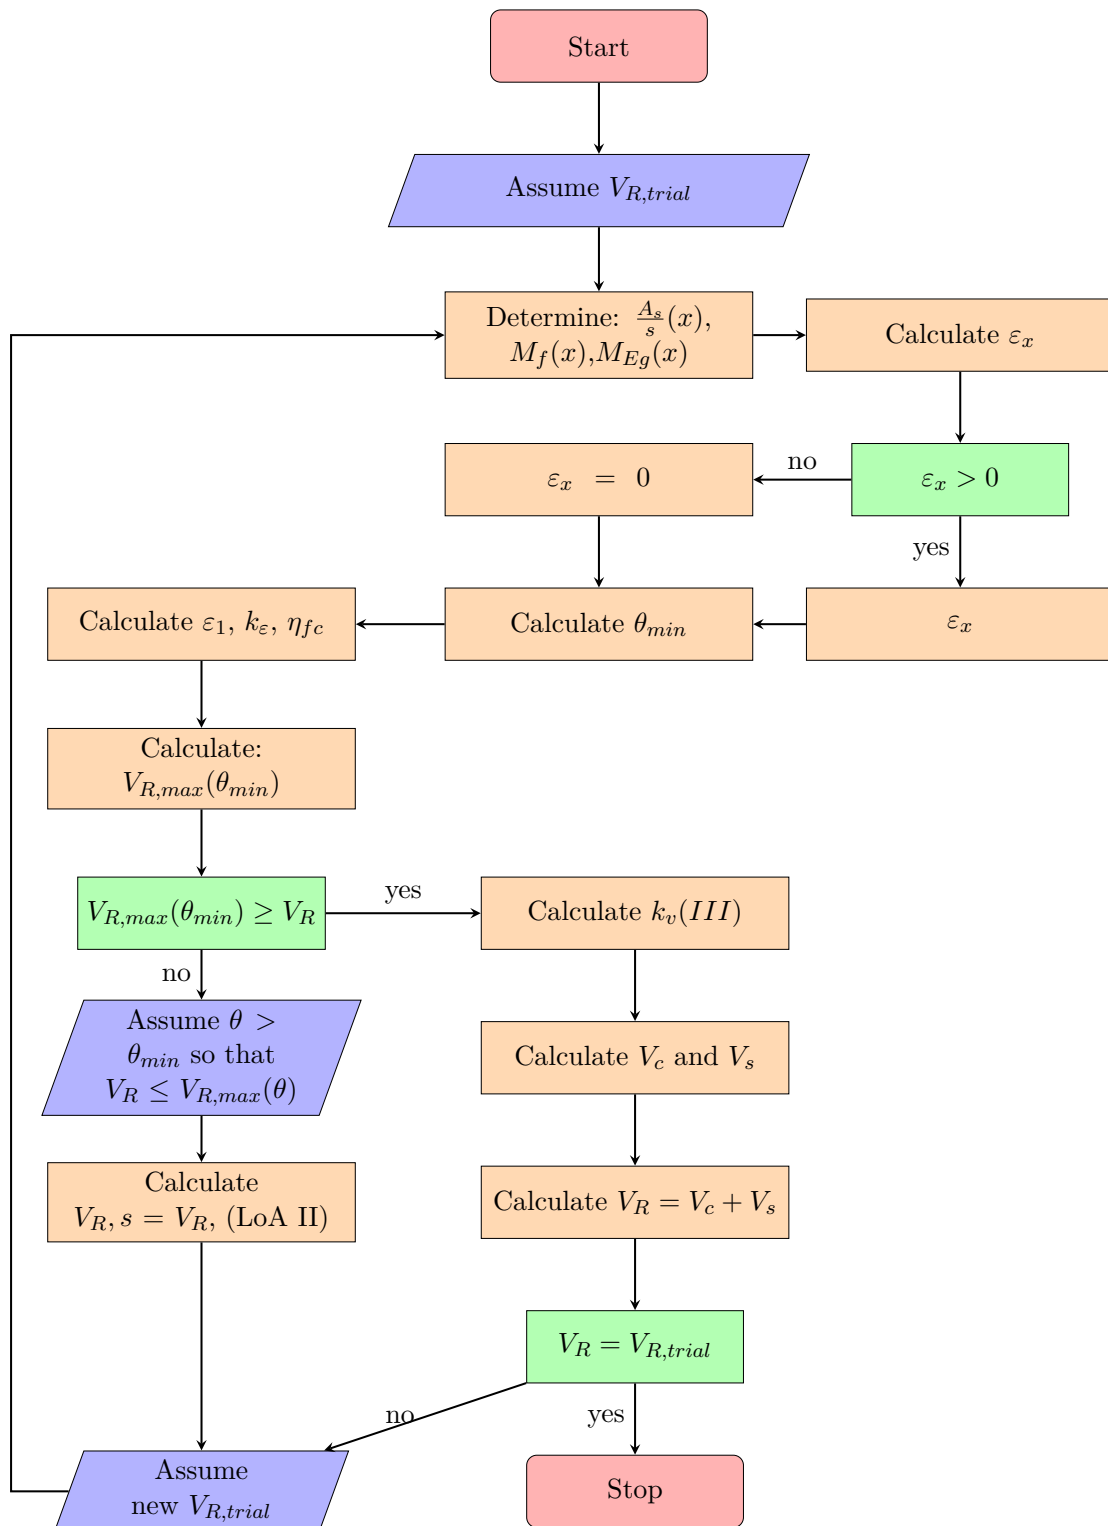 Start
Assume V_{R,trial}
Determine: \frac{A_s}{s}(x),
M_f(x),M_{Eg}(x)
Calculate ε_x
ε_x = 0
no
ε_x > 0
yes
Calculate ε_1, k_ε, η_{fc}
Calculate θ_{min}
ε_x
Calculate:
V_{R,max}(θ_{min})
V_{R,max}(θ_{min}) ≥ V_R
yes
Calculate k_v(III)
no
Assume θ >
θ_{min} so that
V_R ≤ V_{R,max}(θ)
Calculate V_c and V_s
Calculate
V_R, s = V_R, (LoA II)
Calculate V_R = V_c + V_s
V_R = V_{R,trial}
no
yes
Assume
new V_{R,trial}
Stop